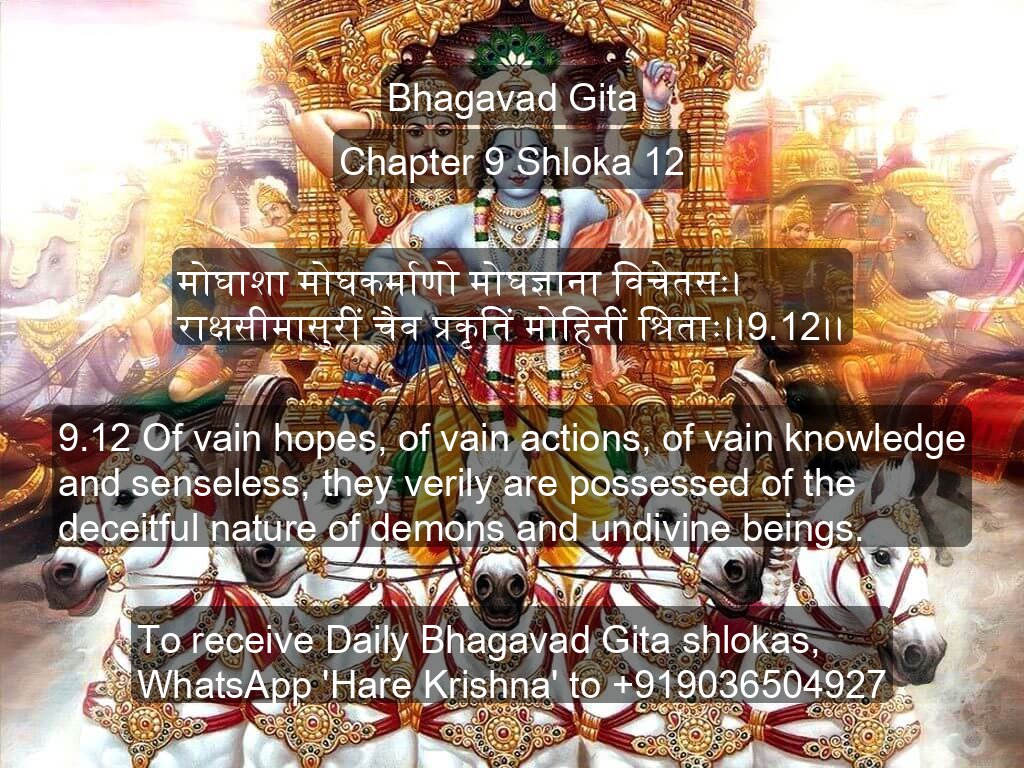 Bhagavad Gita
Chapter 9 Shloka 12
मोघाशा मोघकर्माणो मोघज्ञाना विचेतसः।
राक्षसीमासुरीं चैव प्रकृतिं मोहिनीं श्रिताः।।9.12।।
9.12 Of vain hopes, of vain actions, of vain knowledge
and senseless, they verily are possessed of the
deceitful nature of demons and undivine beings.
To receive Daily Bhagavad Gita shlokas,
WhatsApp 'Hare Krishna' to +919036504927